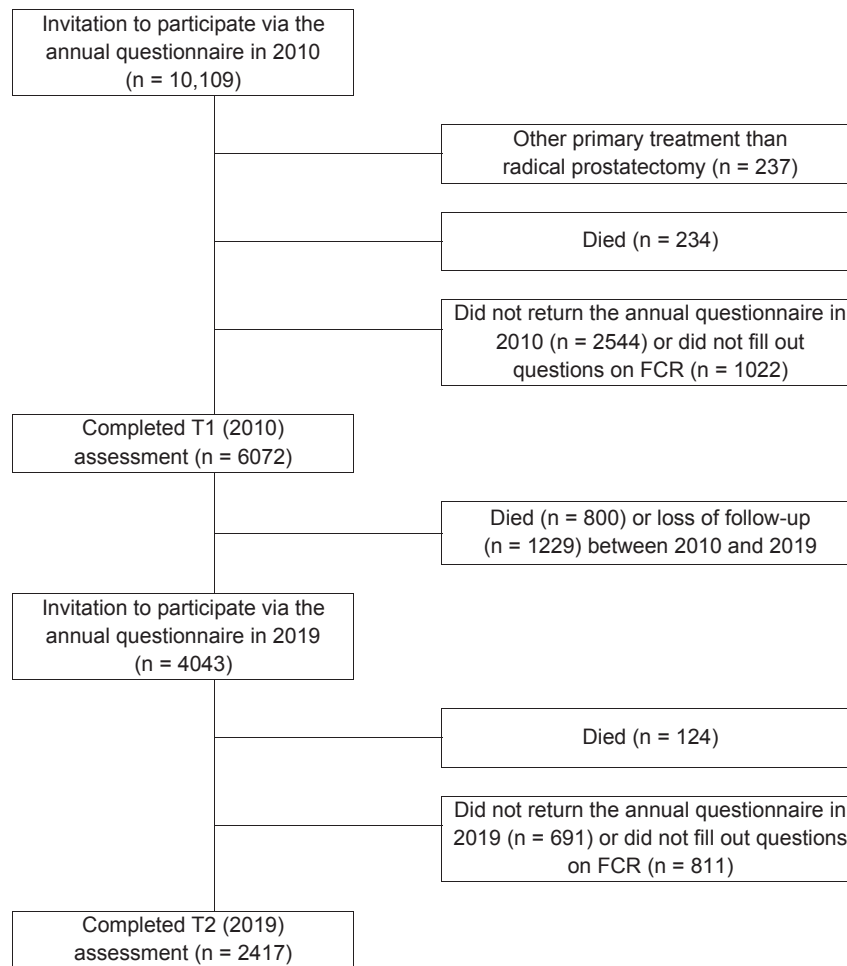 Invitation to participate via the
annual questionnaire in 2010
(n = 10,109)
Other primary treatment than
radical prostatectomy (n = 237)
Died (n = 234)
Did not return the annual questionnaire in
2010 (n = 2544) or did not fill out
questions on FCR (n = 1022)
Completed T1 (2010)
assessment (n = 6072)
Died (n = 800) or loss of follow-up
(n = 1229) between 2010 and 2019
Invitation to participate via the
annual questionnaire in 2019
(n = 4043)
Died (n = 124)
Did not return the annual questionnaire in
2019 (n = 691) or did not fill out questions
on FCR (n = 811)
Completed T2 (2019)
assessment (n = 2417)